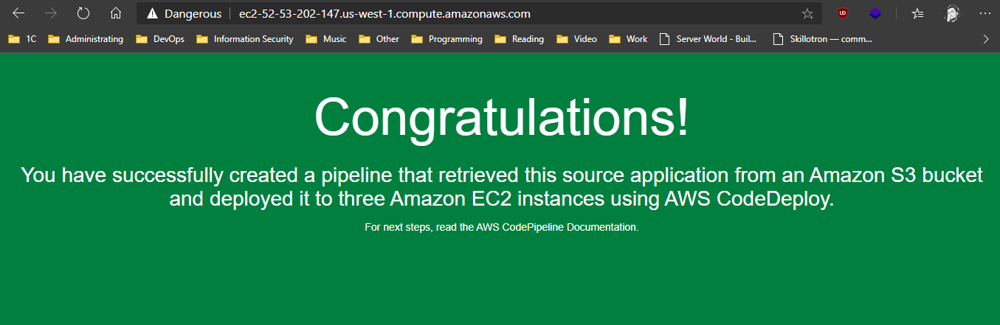 Dangerous ec2-52-53-202-147.us-west-1.compute.amazonaws.com UD
1C Administrating DevOps Information Security Music Other Programming Reading Video Work Server World - Buil... Skillotron — comm...
Congratulations!
You have successfully created a pipeline that retrieved this source application from an Amazon S3 bucket
and deployed it to three Amazon EC2 instances using AWS CodeDeploy.
For next steps, read the AWS CodePipeline Documentation.